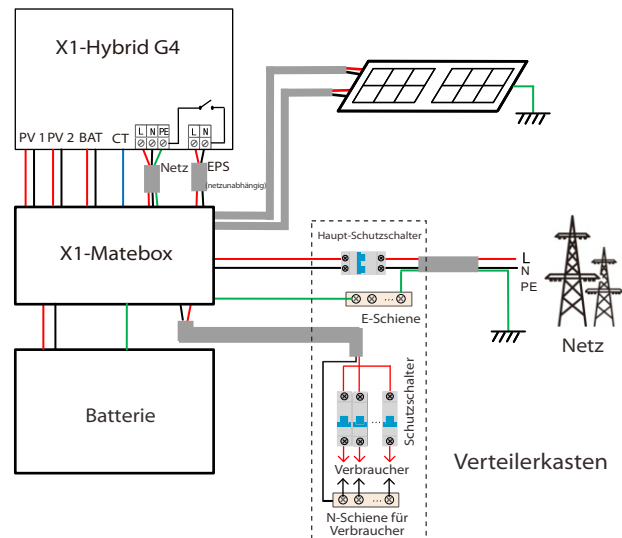 X1-Hybrid G4
L N PE
L N
PV 1 PV 2 BAT CT
Netz
EPS
(netzunabhängig)
X1-Matebox
Haupt-Schutzschalter
L
N
PE
E-Schiene
Netz
Batterie
Schutzschalter
...
...
Verbraucher
...
N-Schiene für
Verbraucher
Verteilerkasten